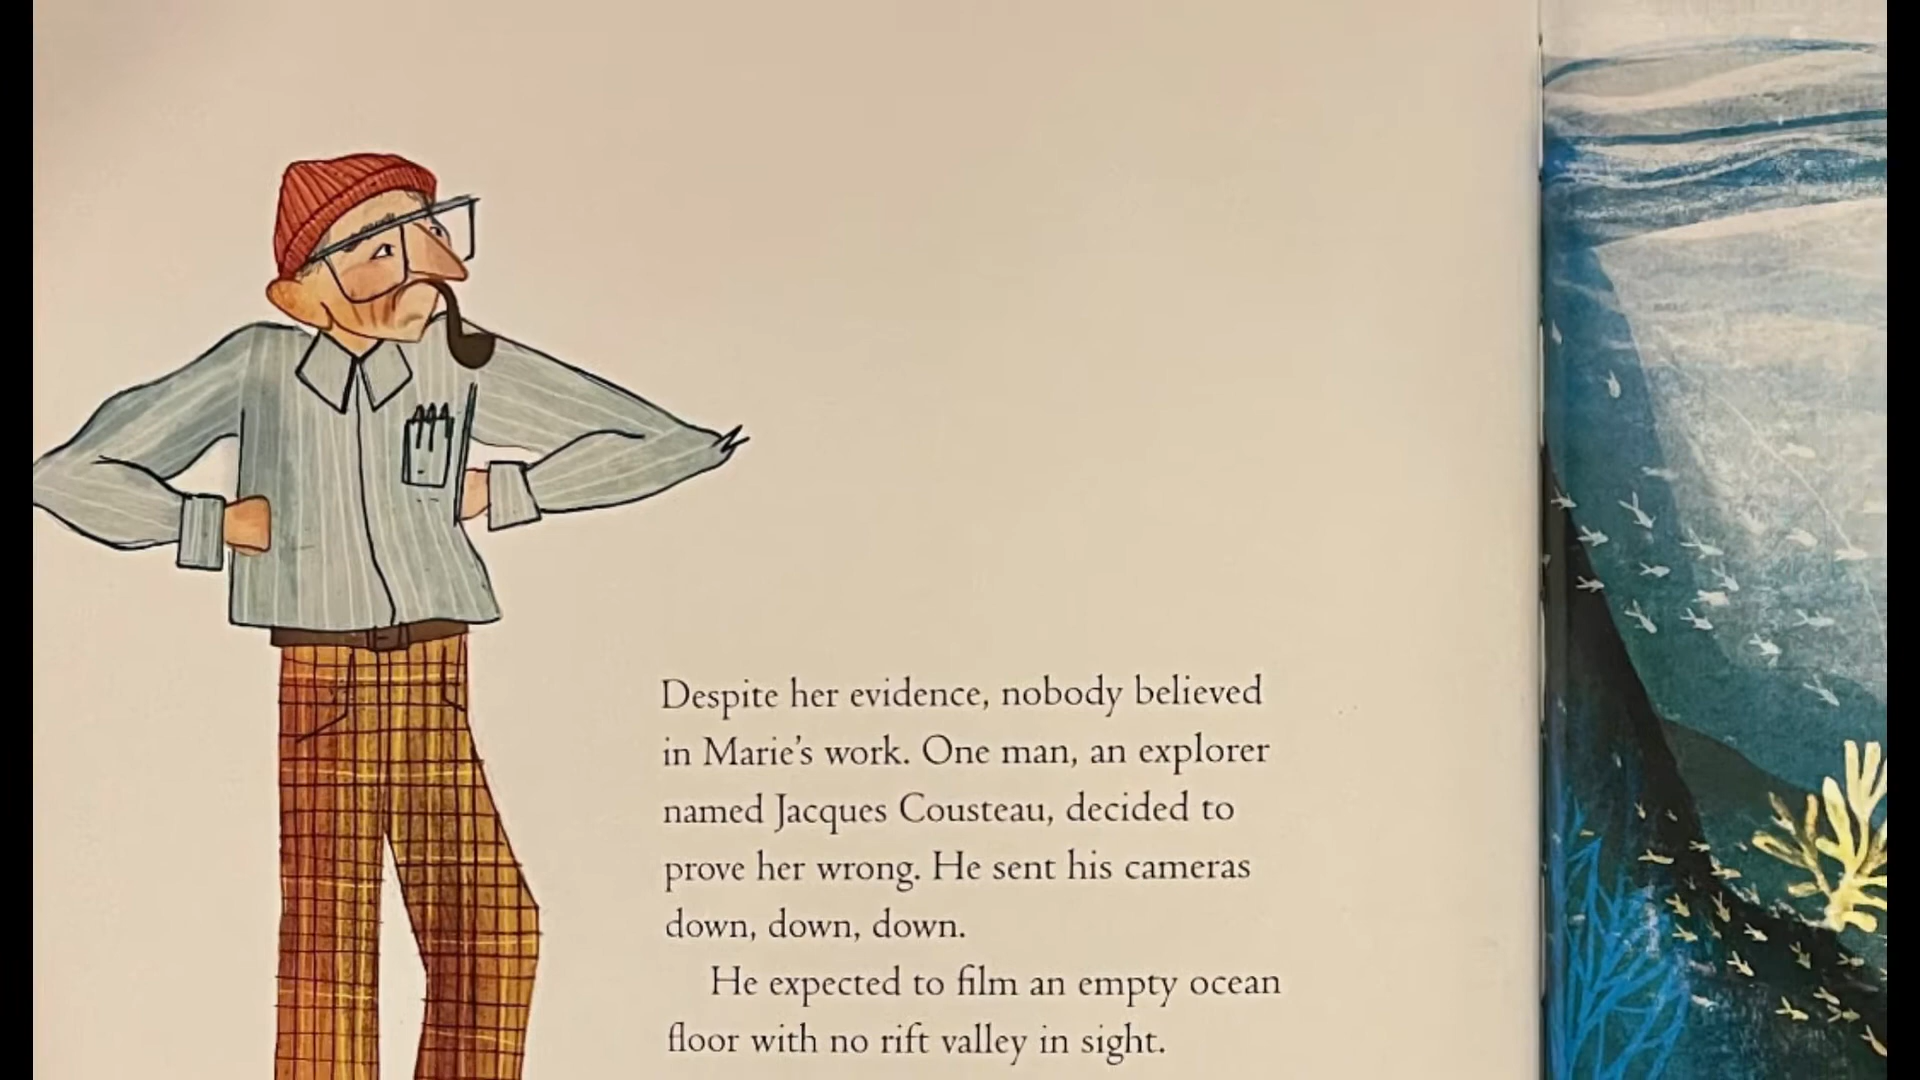 Despite her evidence, nobody believed
in Marie's work. One man, an explorer
named Jacques Cousteau, decided to
prove her wrong. He sent his cameras
down, down, down.
He expected to film an empty ocean
floor with no rift valley in sight.